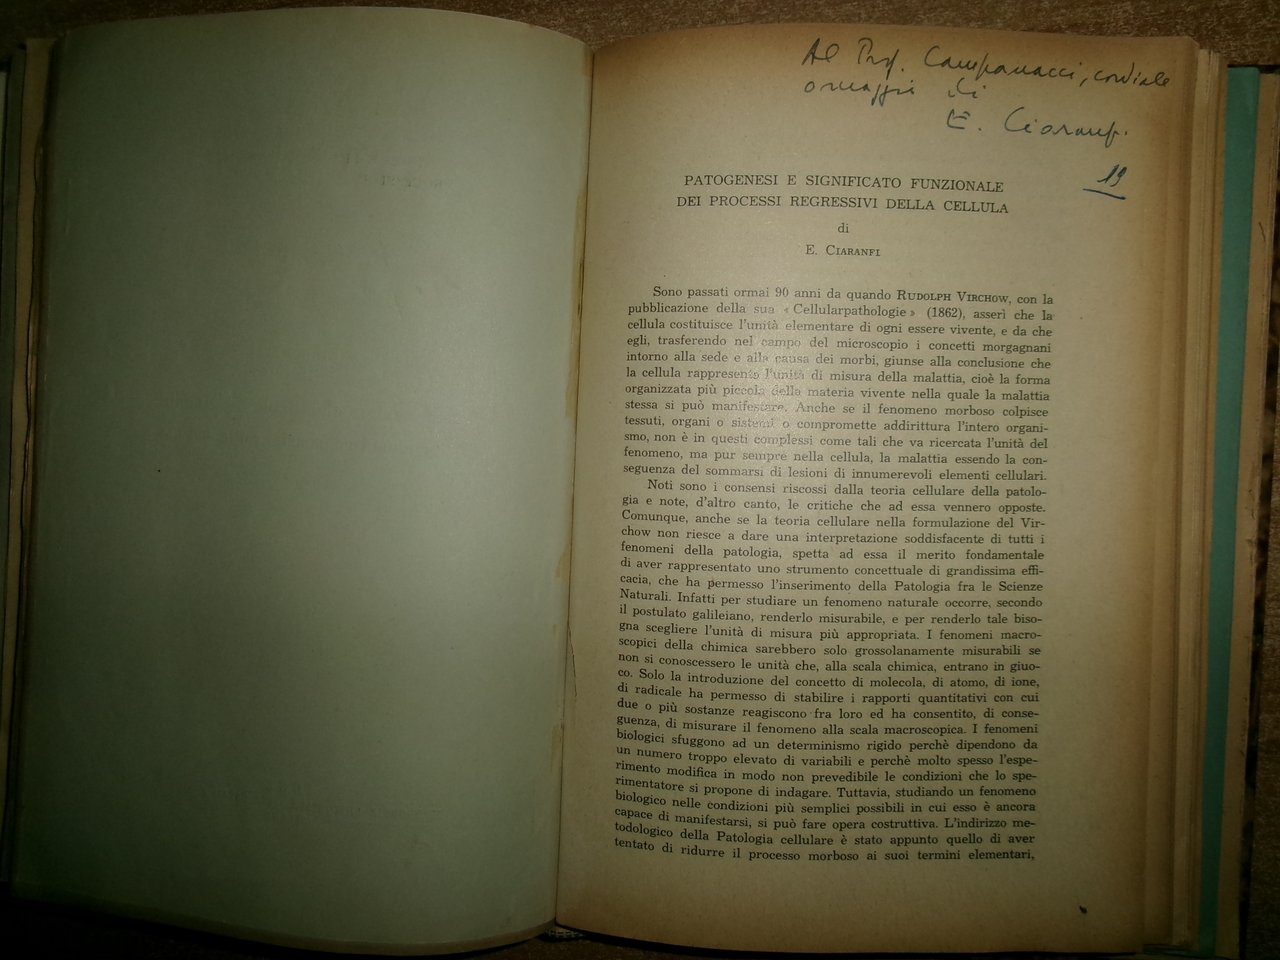 Al Prof. Campanacci, cordiale
omaggio di
E. Ciaranfi
19
PATOGENESI E SIGNIFICATO FUNZIONALE
DEI PROCESSI REGRESSIVI DELLA CELLULA
di
E. CIARANFI
Sono passati ormai 90 anni da quando RUDOLPH VIRCHOW, con la
pubblicazione della sua «Cellularpathologie» (1862), asserì che la
cellula costituisce l'unità elementare di ogni essere vivente, e da che
egli, trasferendo nel campo del microscopio i concetti morgagnani
intorno alla sede e alla causa dei morbi, giunse alla conclusione che
la cellula rappresenta l'unità di misura della malattia, cioè la forma
organizzata più piccola della materia vivente nella quale la malattia
stessa si può manifestare. Anche se il fenomeno morboso colpisce
tessuti, organi o sistemi o compromette addirittura l'intero organi-
smo, non è in questi complessi come tali che va ricercata l'unità del
fenomeno, ma pur sempre nella cellula, la malattia essendo la con-
seguenza del sommarsi di lesioni di innumerevoli elementi cellulari.
Noti sono i consensi riscossi dalla teoria cellulare della patolo-
gia e note, d'altro canto, le critiche che ad essa vennero opposte.
Comunque, anche se la teoria cellulare nella formulazione del Vir-
chow non riesce a dare una interpretazione soddisfacente di tutti i
fenomeni della patologia, spetta ad essa il merito fondamentale
di aver rappresentato uno strumento concettuale di grandissima effi-
cacia, che ha permesso l'inserimento della Patologia fra le Scienze
Naturali. Infatti per studiare un fenomeno naturale occorre, secondo
il postulato galileiano, renderlo misurabile, e per renderlo tale biso-
gna scegliere l'unità di misura più appropriata. I fenomeni macro-
scopici della chimica sarebbero solo grossolanamente misurabili se
non si conoscessero le unità che, alla scala chimica, entrano in giuo-
co. Solo la introduzione del concetto di molecola, di atomo, di ione,
di radicale ha permesso di stabilire i rapporti quantitativi con cui
due o più sostanze reagiscono fra loro ed ha consentito, di conse-
guenza, di misurare il fenomeno alla scala macroscopica. I fenomeni
biologici sfuggono ad un determinismo rigido perchè dipendono da
un numero troppo elevato di variabili e perchè molto spesso l'espe-
rimento modifica in modo non prevedibile le condizioni che lo spe-
rimentatore si propone di indagare. Tuttavia, studiando un fenomeno
biologico nelle condizioni più semplici possibili in cui esso è ancora
capace di manifestarsi, si può fare opera costruttiva. L'indirizzo me-
todologico della Patologia cellulare è stato appunto quello di aver
tentato di ridurre il processo morboso ai suoi termini elementari,